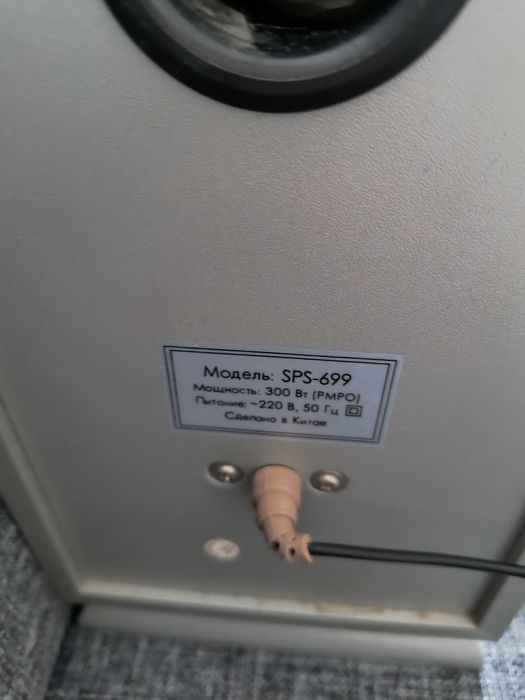 Модель: SPS-699
Мощность: 300 Вт (PMPO)
Питание: ~220 В, 50 Гц
Сделано в Китае